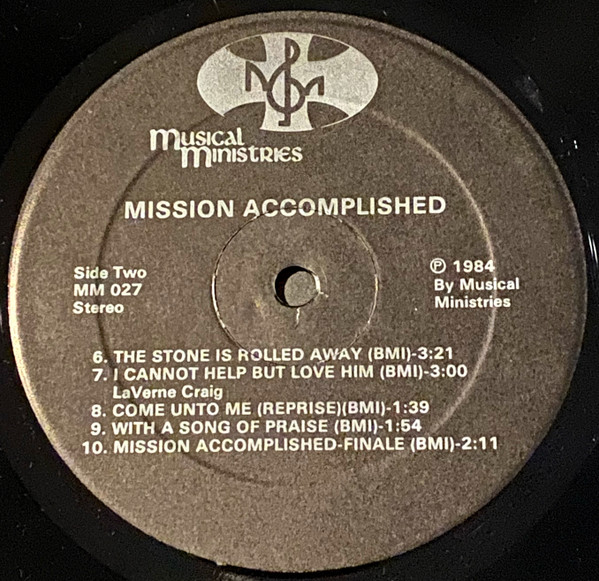 Musical
Ministries
MISSION ACCOMPLISHED
Side Two
MM 027
Stereo
℗ 1984
By Musical
Ministries
6. THE STONE IS ROLLED AWAY (BMI)-3:21
7. I CANNOT HELP BUT LOVE HIM (BMI)-3:00
LaVerne Craig
8. COME UNTO ME (REPRISE)(BMI)-1:39
9. WITH A SONG OF PRAISE (BMI)-1:54
10. MISSION ACCOMPLISHED-FINALE (BMI)-2:11